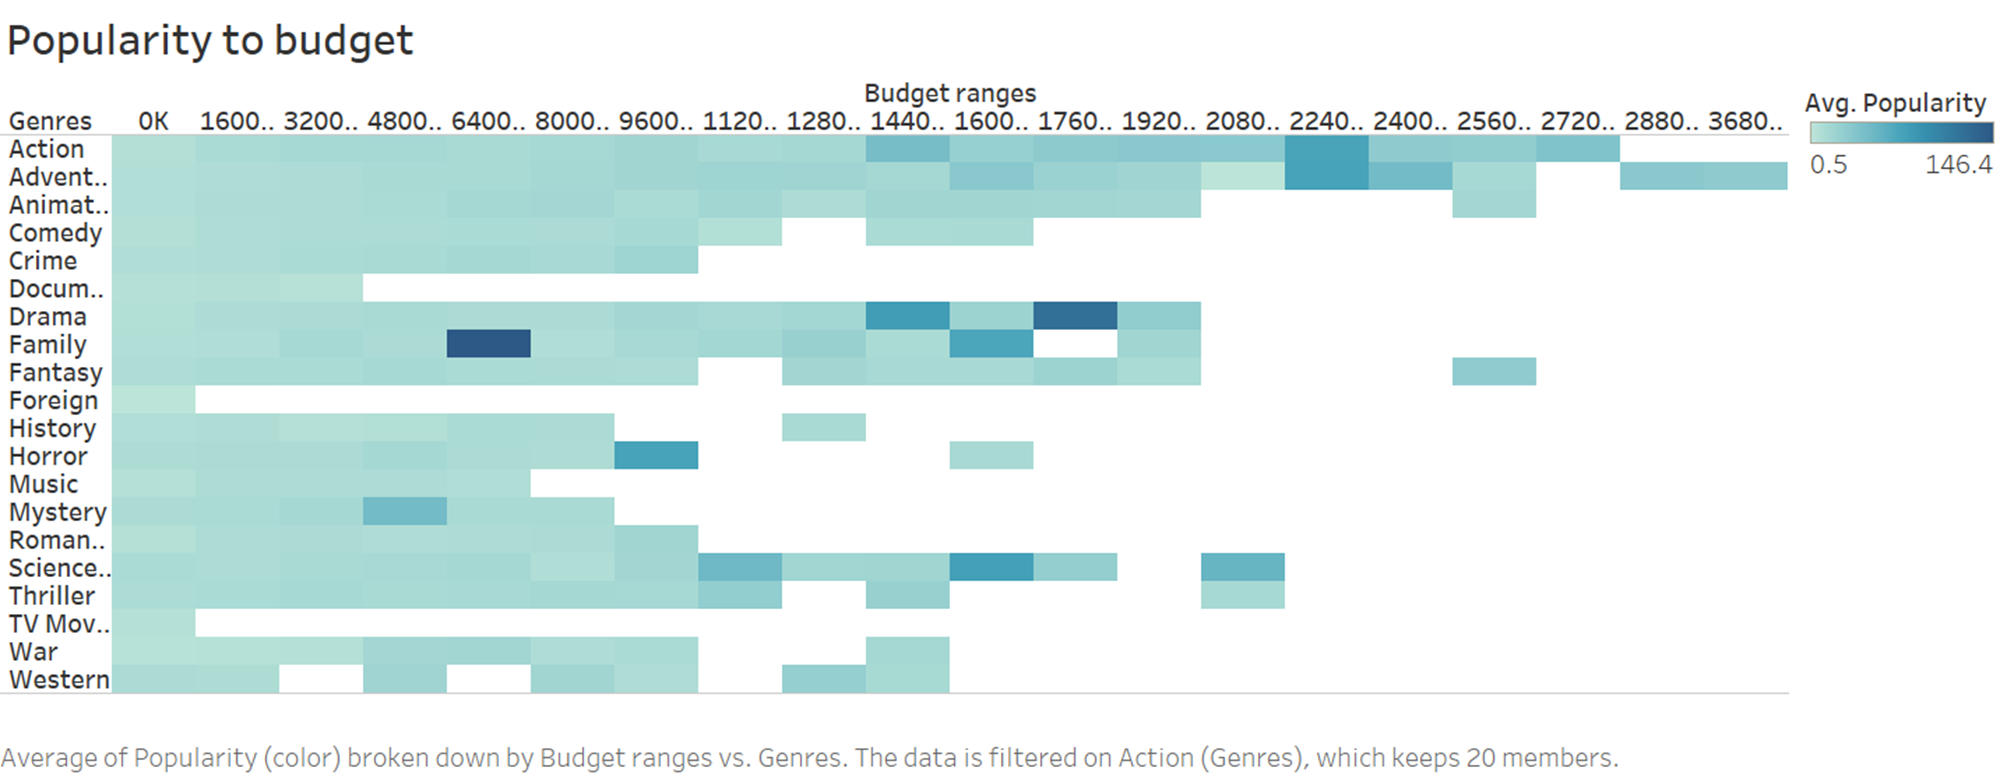 Popularity to budget
Budget ranges
Genres 0K 1600.. 3200.. 4800.. 6400.. 8000.. 9600.. 1120.. 1280.. 1440.. 1600.. 1760.. 1920.. 2080.. 2240.. 2400.. 2560.. 2720.. 2880.. 3680..
Action
Advent..
Animat..
Comedy
Crime
Docum..
Drama
Family
Fantasy
Foreign
History
Horror
Music
Mystery
Roman..
Science..
Thriller
TV Mov..
War
Western
Avg. Popularity
0.5 146.4
Average of Popularity (color) broken down by Budget ranges vs. Genres. The data is filtered on Action (Genres), which keeps 20 members.